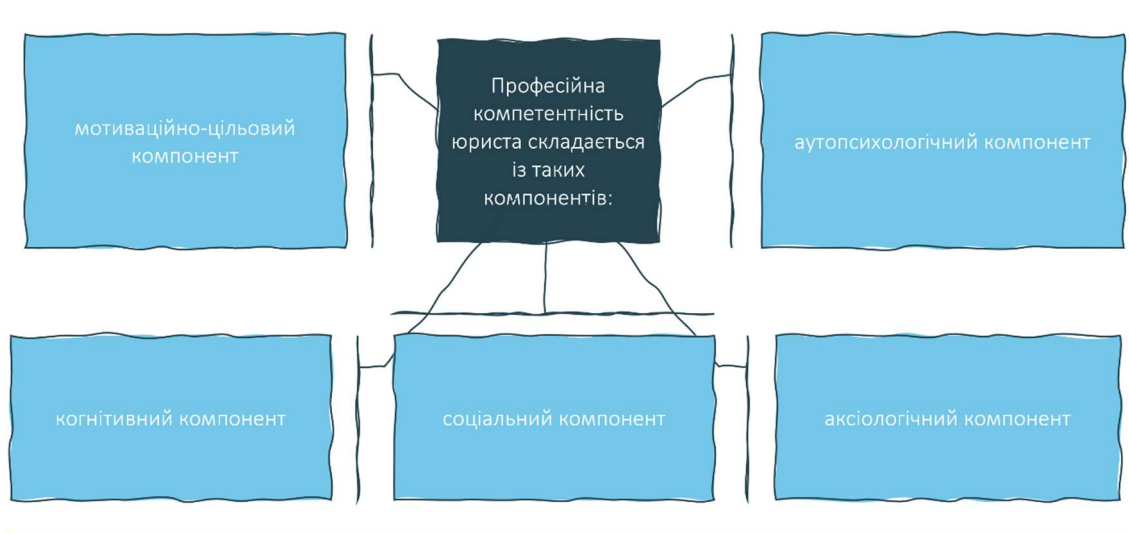 мотиваційно-цільовий
компонент
Професійна
компетентність
юриста складається
із таких
компонентів:
аутопсихологічний компонент
когнітивний компонент
соціальний компонент
аксіологічний компонент